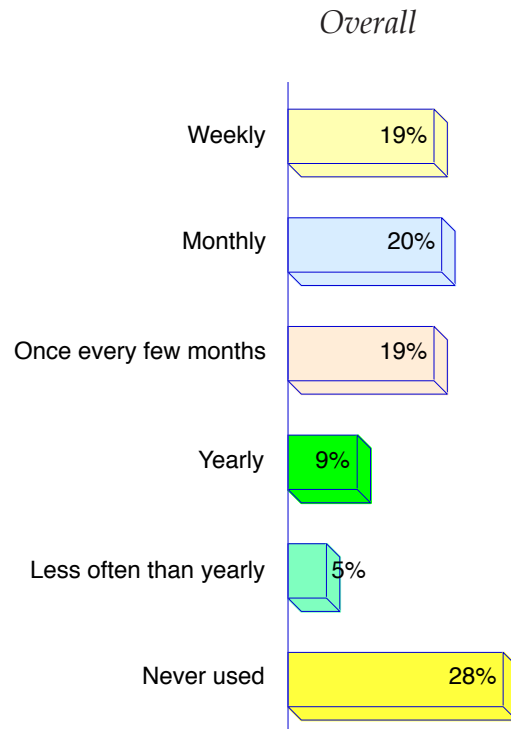 Overall
Weekly 19%
Monthly 20%
Once every few months 19%
Yearly 9%
Less often than yearly 5%
Never used 28%